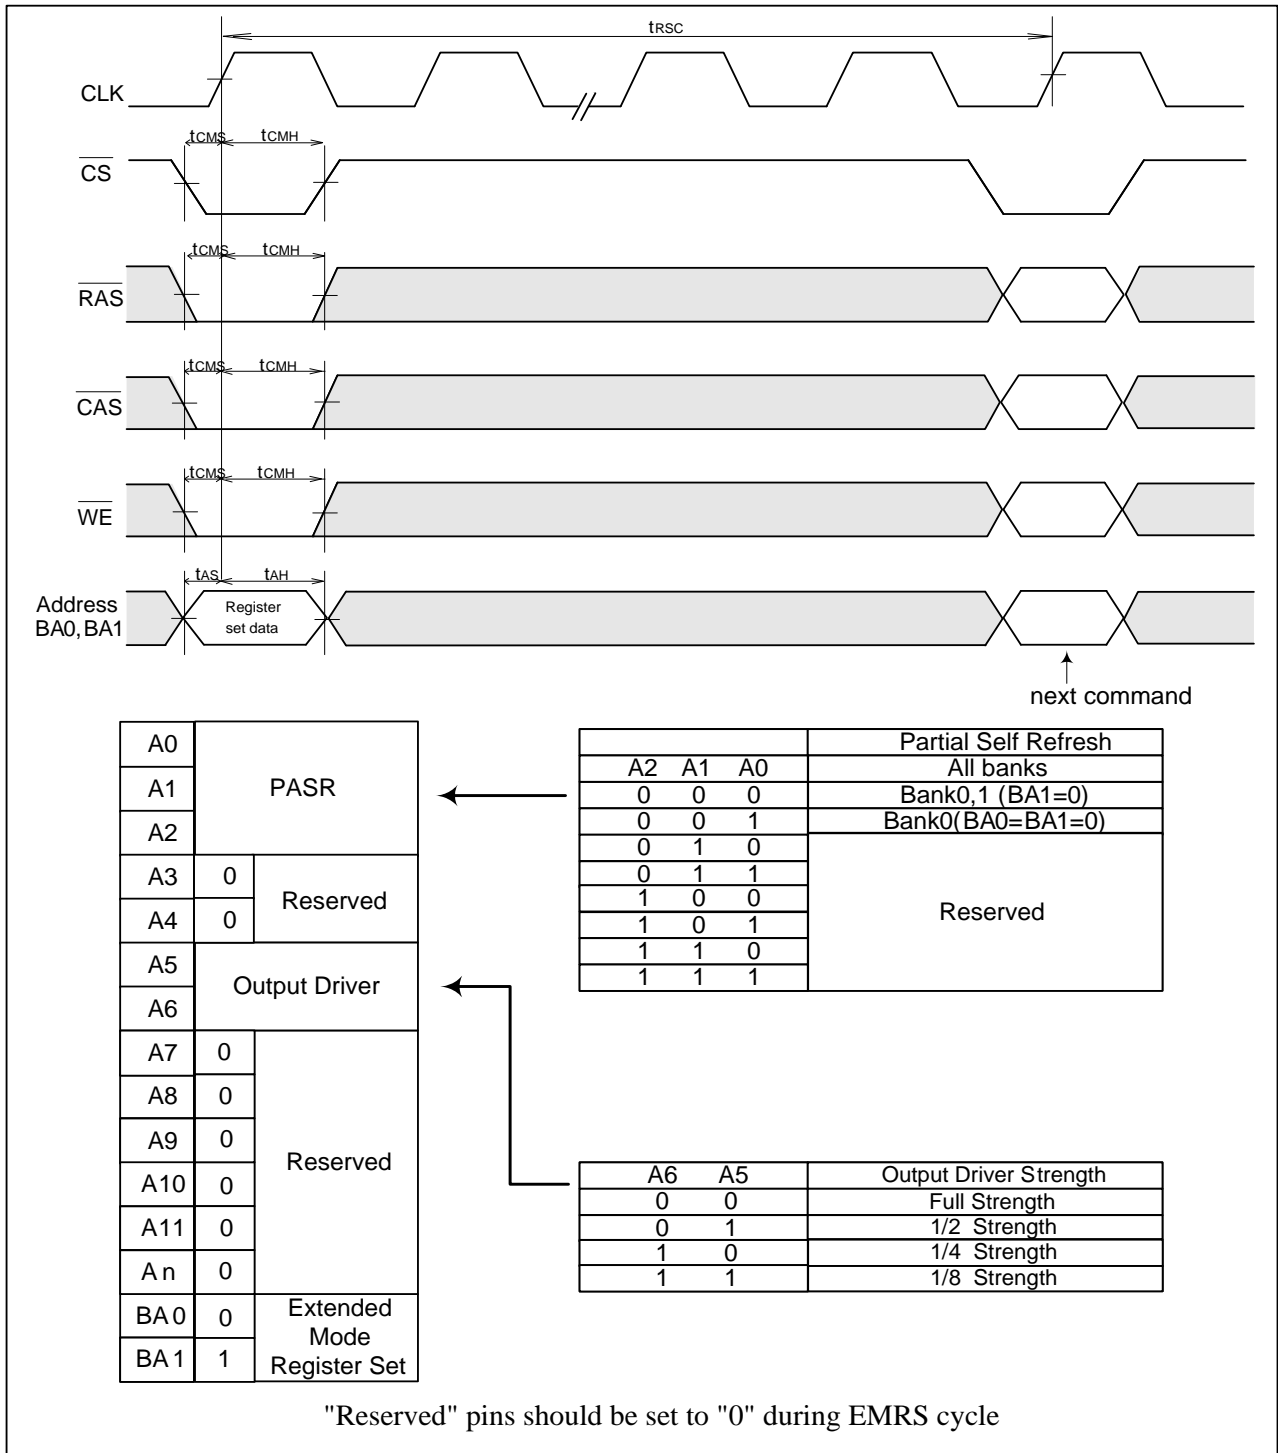 tRSC
CLK
tCMS tCMH
CS
tCMS tCMH
RAS
tCMS tCMH
CAS
tCMS tCMH
WE
tAS tAH
Address
BA0, BA1
Register
set data
next command
A0
A1
A2
PASR
A3 0
A4 0
Reserved
A5
A6
Output Driver
A7 0
A8 0
A9 0
A10 0
A11 0
An 0
Reserved
BA0 0
BA1 1
Extended
Mode
Register Set
Partial Self Refresh
A2 A1 A0 All banks
0 0 0 Bank0,1 (BA1=0)
0 0 1 Bank0(BA0=BA1=0)
0 1 0
0 1 1
1 0 0
1 0 1
1 1 0
1 1 1
Reserved
A6 A5 Output Driver Strength
0 0 Full Strength
0 1 1/2 Strength
1 0 1/4 Strength
1 1 1/8 Strength
"Reserved" pins should be set to "0" during EMRS cycle